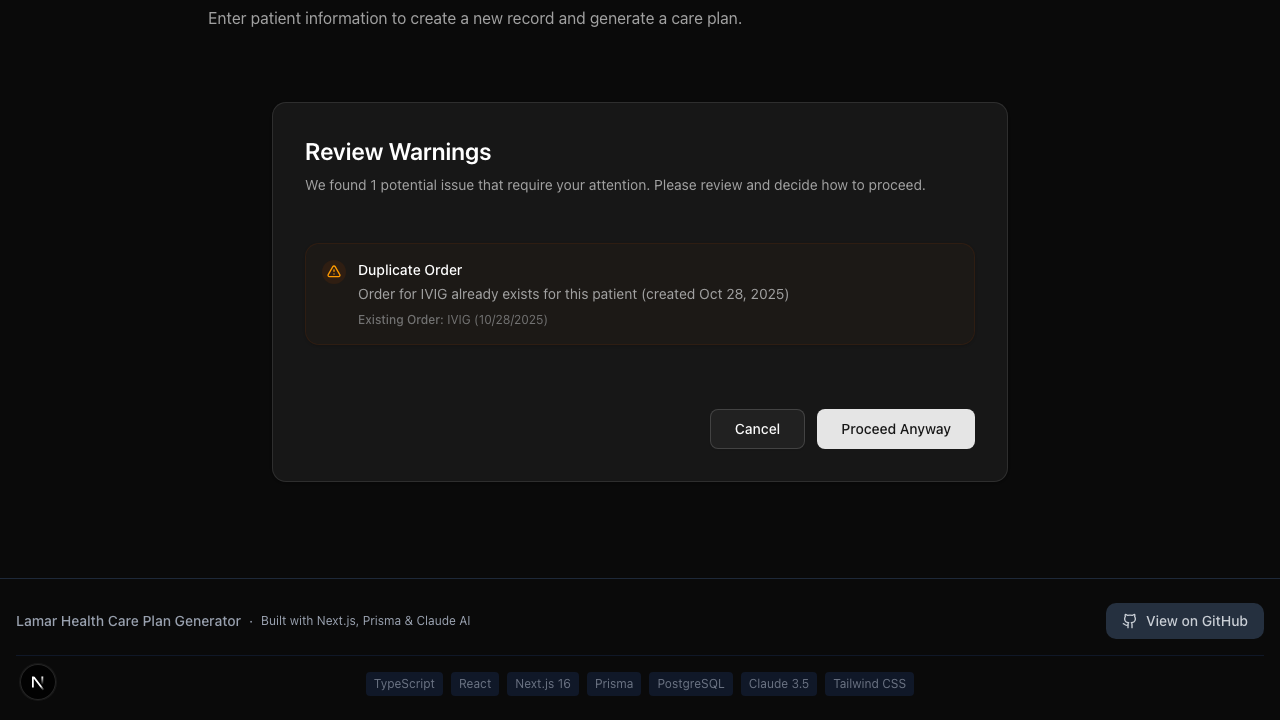 Enter patient information to create a new record and generate a care plan.
Review Warnings
We found 1 potential issue that require your attention. Please review and decide how to proceed.
Duplicate Order
Order for IVIG already exists for this patient (created Oct 28, 2025)
Existing Order: IVIG (10/28/2025)
Cancel
Proceed Anyway
Lamar Health Care Plan Generator · Built with Next.js, Prisma & Claude AI
View on GitHub
N
TypeScript
React
Next.js 16
Prisma
PostgreSQL
Claude 3.5
Tailwind CSS